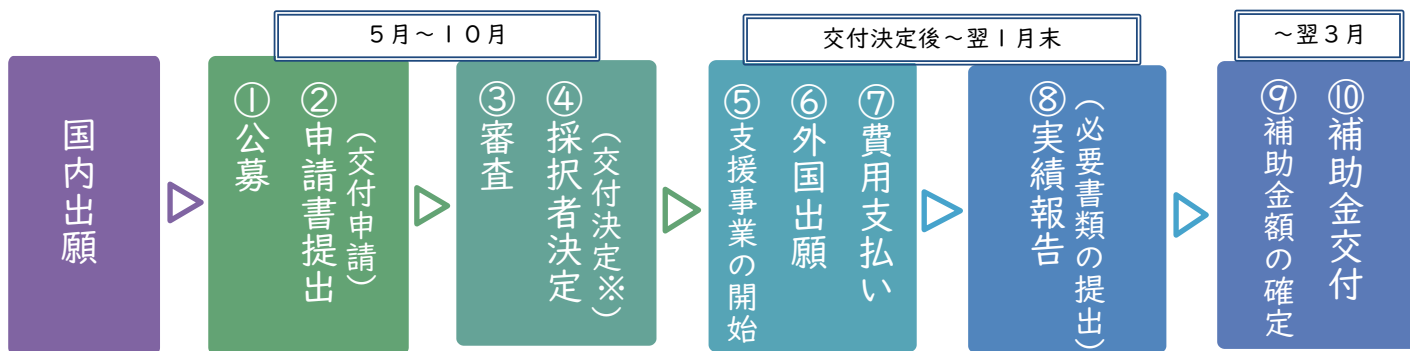 5月~10月
交付決定後~翌1月末
~翌3月
国内出願
①公募
②申請書提出
(交付申請)
③審査
④採択者決定
(交付決定※)
⑤支援事業の開始
⑥外国出願
⑦費用支払い
⑧実績報告
(必要書類の提出)
⑨補助金額の確定
⑩補助金交付